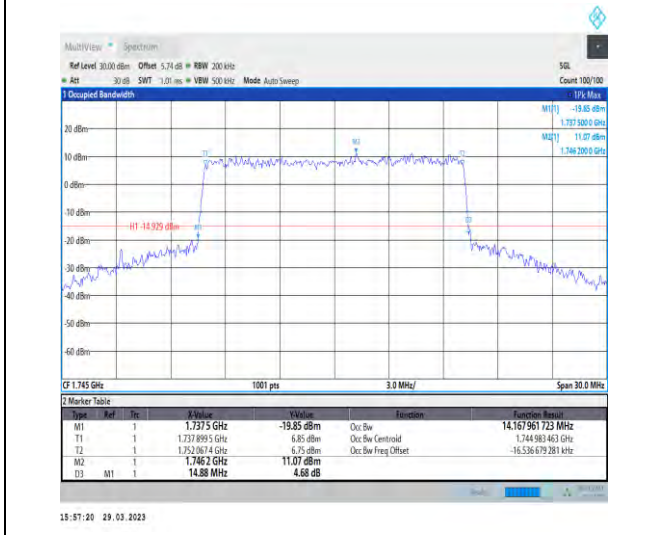 MultiView Spectrum
Ref Level 30.00 dBm Offset 5.74 dB RBW 200 kHz SGL
Att 30 dB SWT 1.01 ms VBW 500 kHz Mode Auto Sweep Count 100/100
1 Occupied Bandwidth 1Pk Max
M1[1] -19.85 dBm
1.737 500 0 GHz
M2[1] 11.07 dBm
1.746 200 0 GHz
20 dBm
M2
T1 T2
10 dBm
0 dBm
-10 dBm
D3
H1 -14.929 dBm M1
-20 dBm
-30 dBm
-40 dBm
-50 dBm
-60 dBm
CF 1.745 GHz 1001 pts 3.0 MHz/ Span 30.0 MHz
2 Marker Table
Type Ref Trc X-Value Y-Value Function Function Result
M1 1 1.7375 GHz -19.85 dBm Occ Bw 14.167 961 723 MHz
T1 1 1.737 899 5 GHz 6.85 dBm Occ Bw Centroid 1.744 983 463 GHz
T2 1 1.752 067 4 GHz 6.75 dBm Occ Bw Freq Offset -16.536 679 281 kHz
M2 1 1.746 2 GHz 11.07 dBm
D3 M1 1 14.88 MHz 4.68 dB
15:57:20 29.03.2023